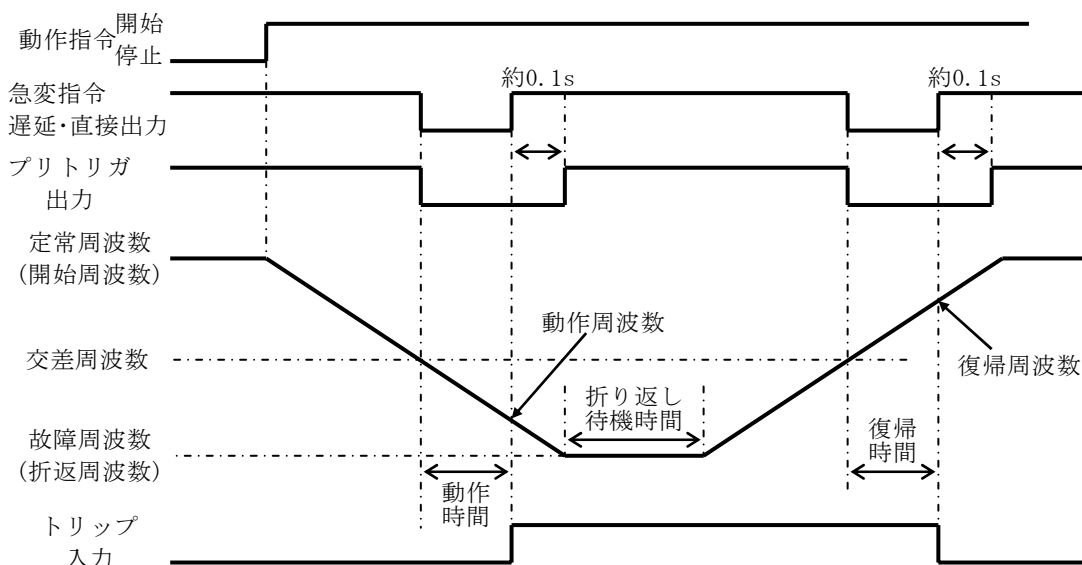 動作指令
開始
停止
急変指令
遅延・直接出力
約0.1s
約0.1s
プリトリガ
出力
定常周波数
(開始周波数)
動作周波数
交差周波数
復帰周波数
折り返し
待機時間
故障周波数
(折返周波数)
復帰
時間
動作
時間
トリップ
入力